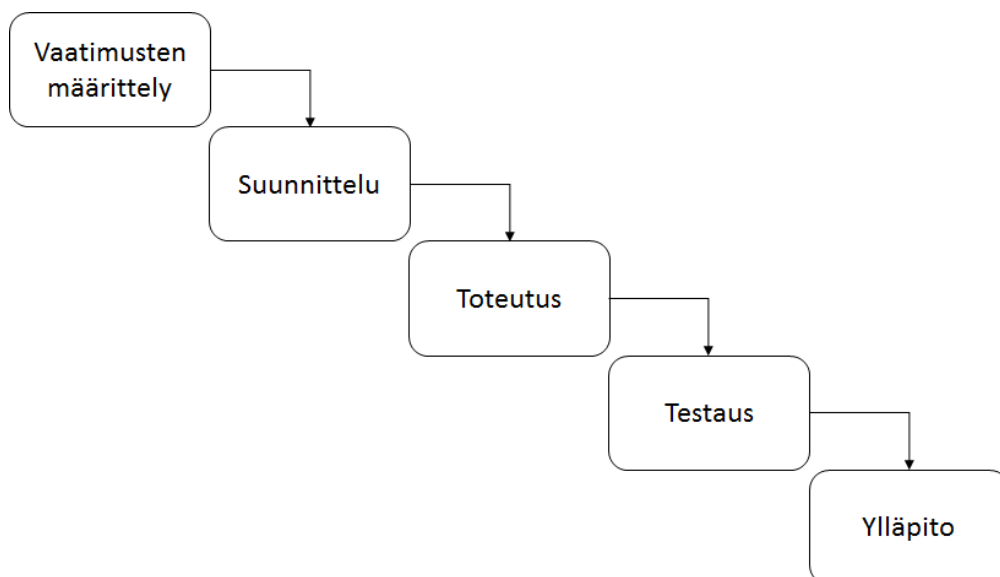 Vaatimusten
määrittely
Suunnittelu
Toteutus
Testaus
Ylläpito